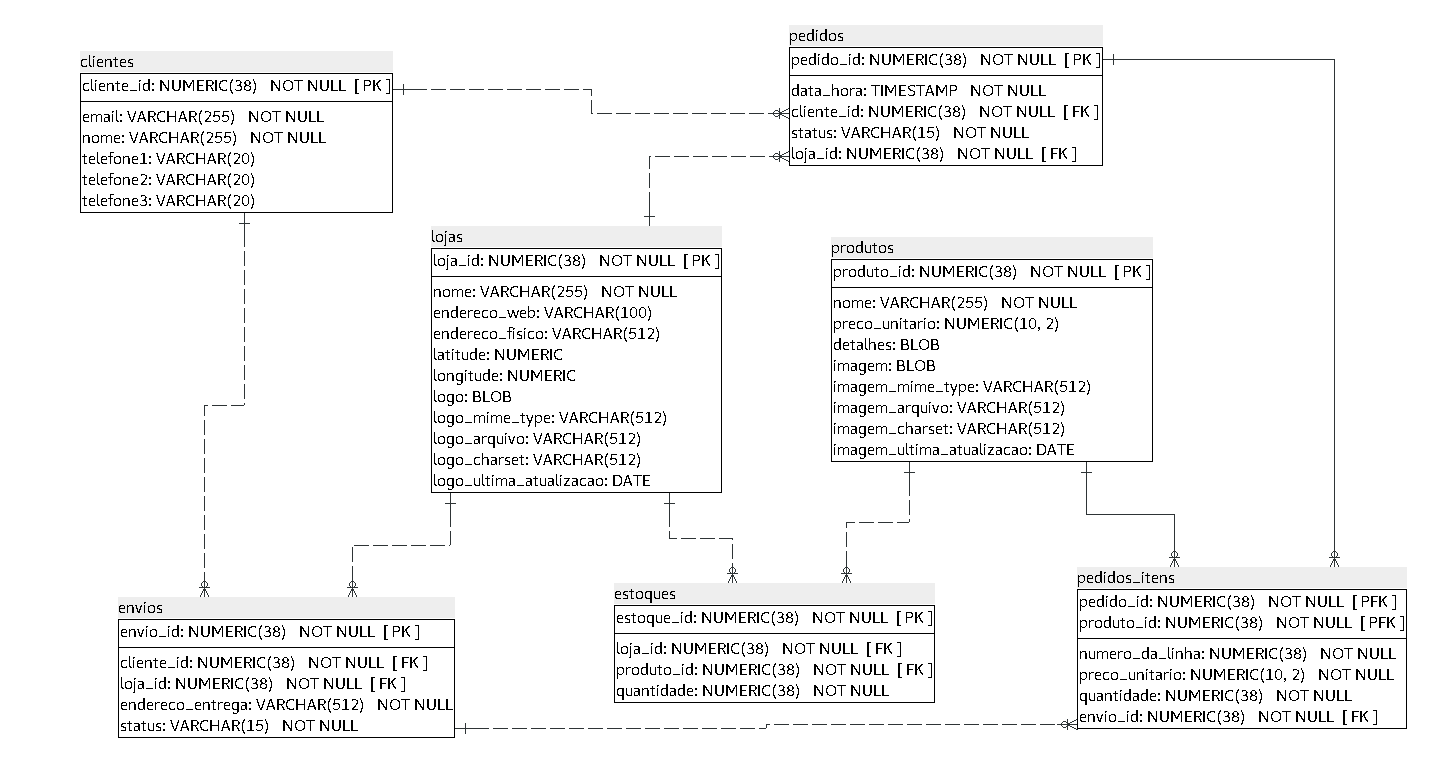 clientes
cliente_id: NUMERIC(38) NOT NULL [ PK ]
email: VARCHAR(255) NOT NULL
nome: VARCHAR(255) NOT NULL
telefone1: VARCHAR(20)
telefone2: VARCHAR(20)
telefone3: VARCHAR(20)
pedidos
pedido_id: NUMERIC(38) NOT NULL [ PK ]
data_hora: TIMESTAMP NOT NULL
cliente_id: NUMERIC(38) NOT NULL [ FK ]
status: VARCHAR(15) NOT NULL
loja_id: NUMERIC(38) NOT NULL [ FK ]
lojas
loja_id: NUMERIC(38) NOT NULL [ PK ]
nome: VARCHAR(255) NOT NULL
endereco_web: VARCHAR(100)
endereco_fisico: VARCHAR(512)
latitude: NUMERIC
longitude: NUMERIC
logo: BLOB
logo_mime_type: VARCHAR(512)
logo_arquivo: VARCHAR(512)
logo_charset: VARCHAR(512)
logo_ultima_atualizacao: DATE
produtos
produto_id: NUMERIC(38) NOT NULL [ PK ]
nome: VARCHAR(255) NOT NULL
preco_unitario: NUMERIC(10, 2)
detalhes: BLOB
imagem: BLOB
imagem_mime_type: VARCHAR(512)
imagem_arquivo: VARCHAR(512)
imagem_charset: VARCHAR(512)
imagem_ultima_atualizacao: DATE
envios
envio_id: NUMERIC(38) NOT NULL [ PK ]
cliente_id: NUMERIC(38) NOT NULL [ FK ]
loja_id: NUMERIC(38) NOT NULL [ FK ]
endereco_entrega: VARCHAR(512) NOT NULL
status: VARCHAR(15) NOT NULL
estoques
estoque_id: NUMERIC(38) NOT NULL [ PK ]
loja_id: NUMERIC(38) NOT NULL [ FK ]
produto_id: NUMERIC(38) NOT NULL [ FK ]
quantidade: NUMERIC(38) NOT NULL
pedidos_itens
pedido_id: NUMERIC(38) NOT NULL [ PFK ]
produto_id: NUMERIC(38) NOT NULL [ PFK ]
numero_da_linha: NUMERIC(38) NOT NULL
preco_unitario: NUMERIC(10, 2) NOT NULL
quantidade: NUMERIC(38) NOT NULL
envio_id: NUMERIC(38) NOT NULL [ FK ]